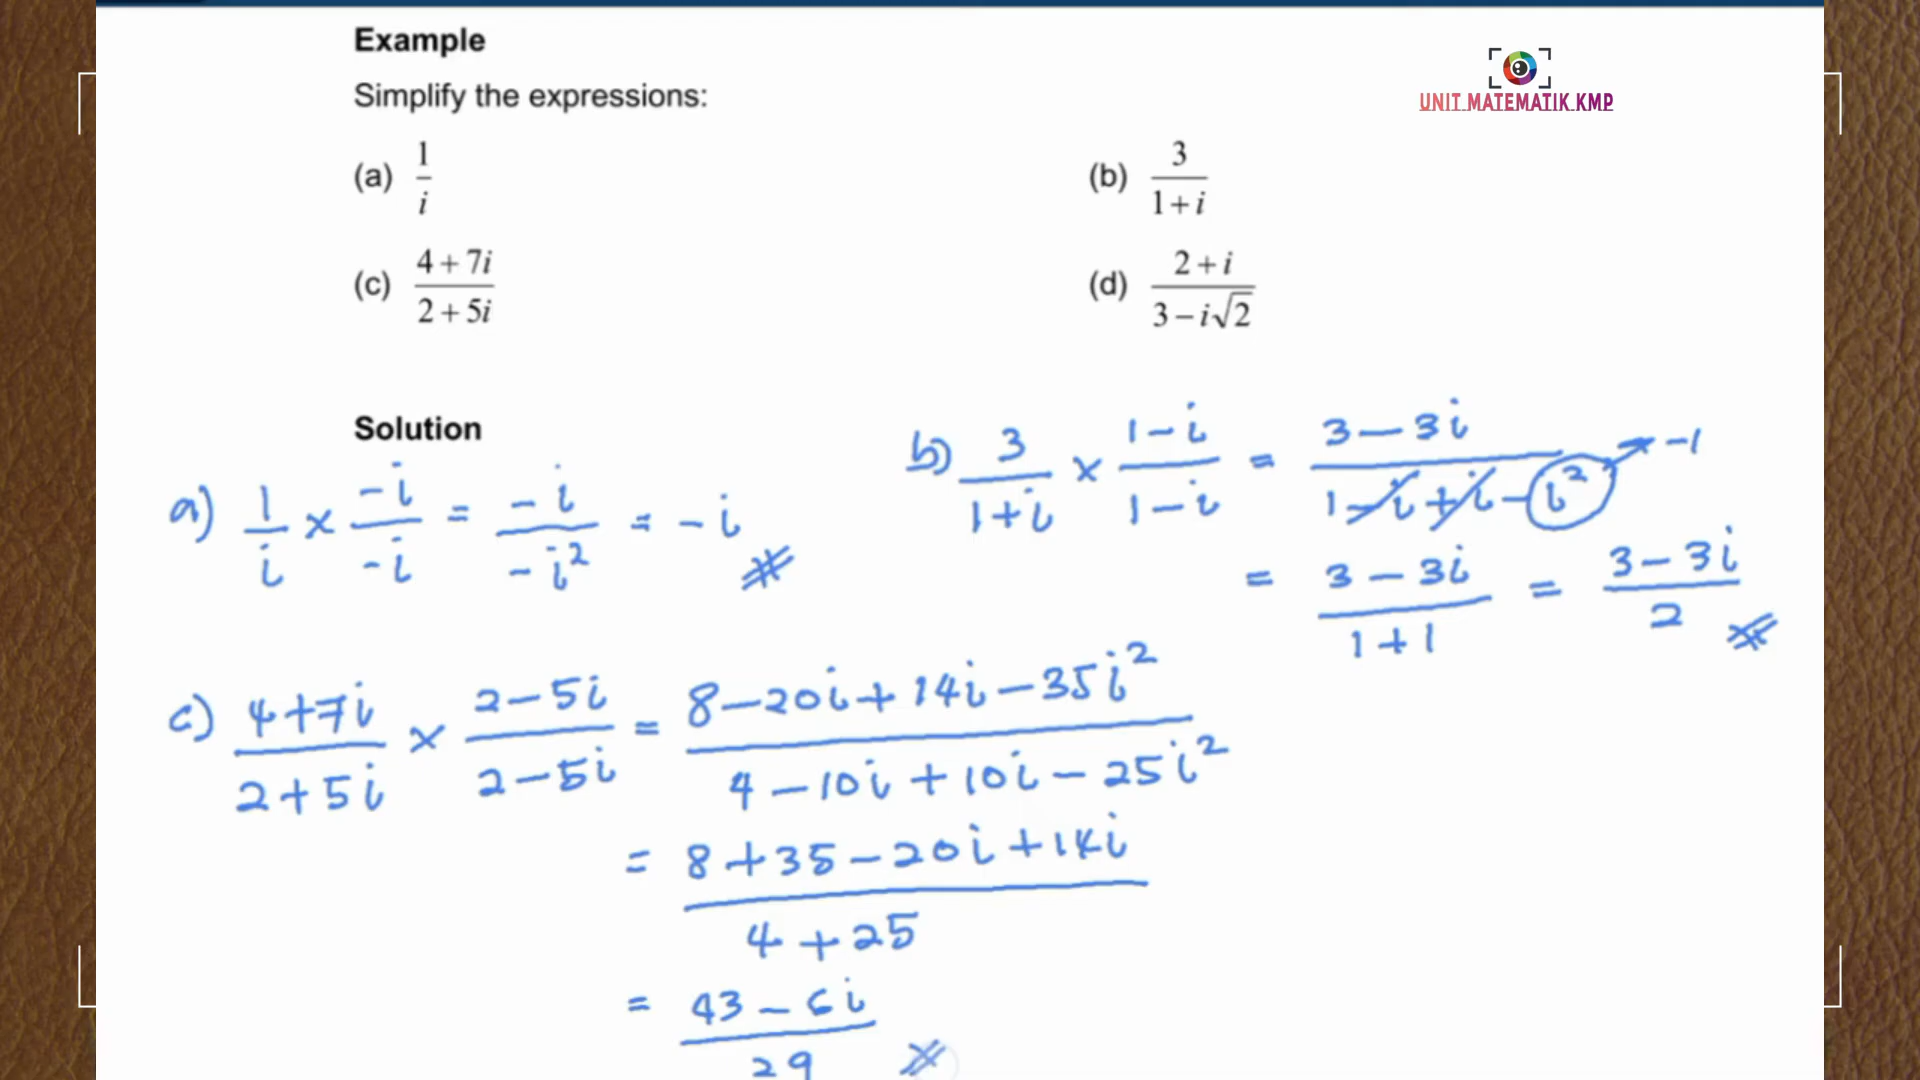 Example
UNIT MATEMATIK KMP
Simplify the expressions:
(a) 1/i
(b) 3/(1+i)
(c) (4+7i)/(2+5i)
(d) (2+i)/(3−i√2)
Solution
a) 1/i × -i/-i = -i/-i² = -i
b) 3/(1+i) × (1-i)/(1-i) = (3-3i)/(1-i+i-i²) → -1
= (3-3i)/(1+1) = (3-3i)/2
c) (4+7i)/(2+5i) × (2-5i)/(2-5i) = (8-20i+14i-35i²)/(4-10i+10i-25i²)
= (8+35-20i+14i)/(4+25)
= (43-6i)/29